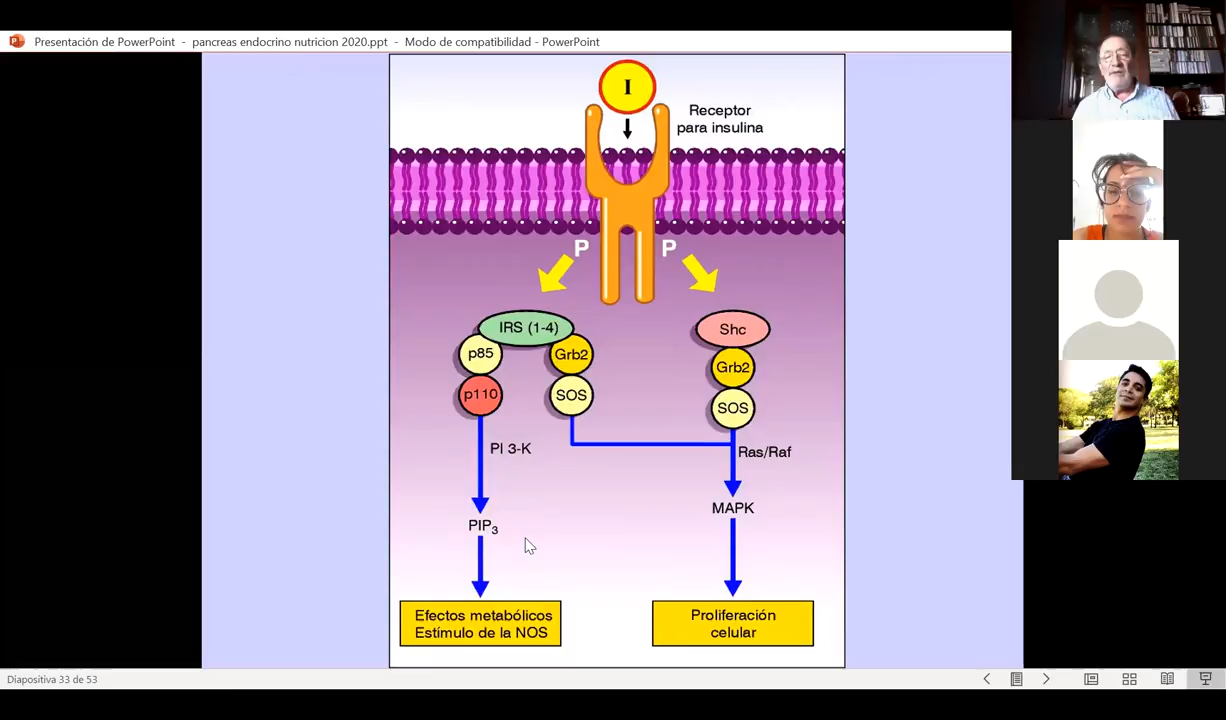 Presentación de PowerPoint - pancreas endocrino nutricion 2020.ppt - Modo de compatibilidad - PowerPoint
I
Receptor
para insulina
P
P
IRS (1-4)
Shc
p85
Grb2
Grb2
p110
SOS
SOS
PI 3-K
Ras/Raf
MAPK
PIP3
Efectos metabólicos
Estímulo de la NOS
Proliferación
celular
Diapositiva 33 de 53